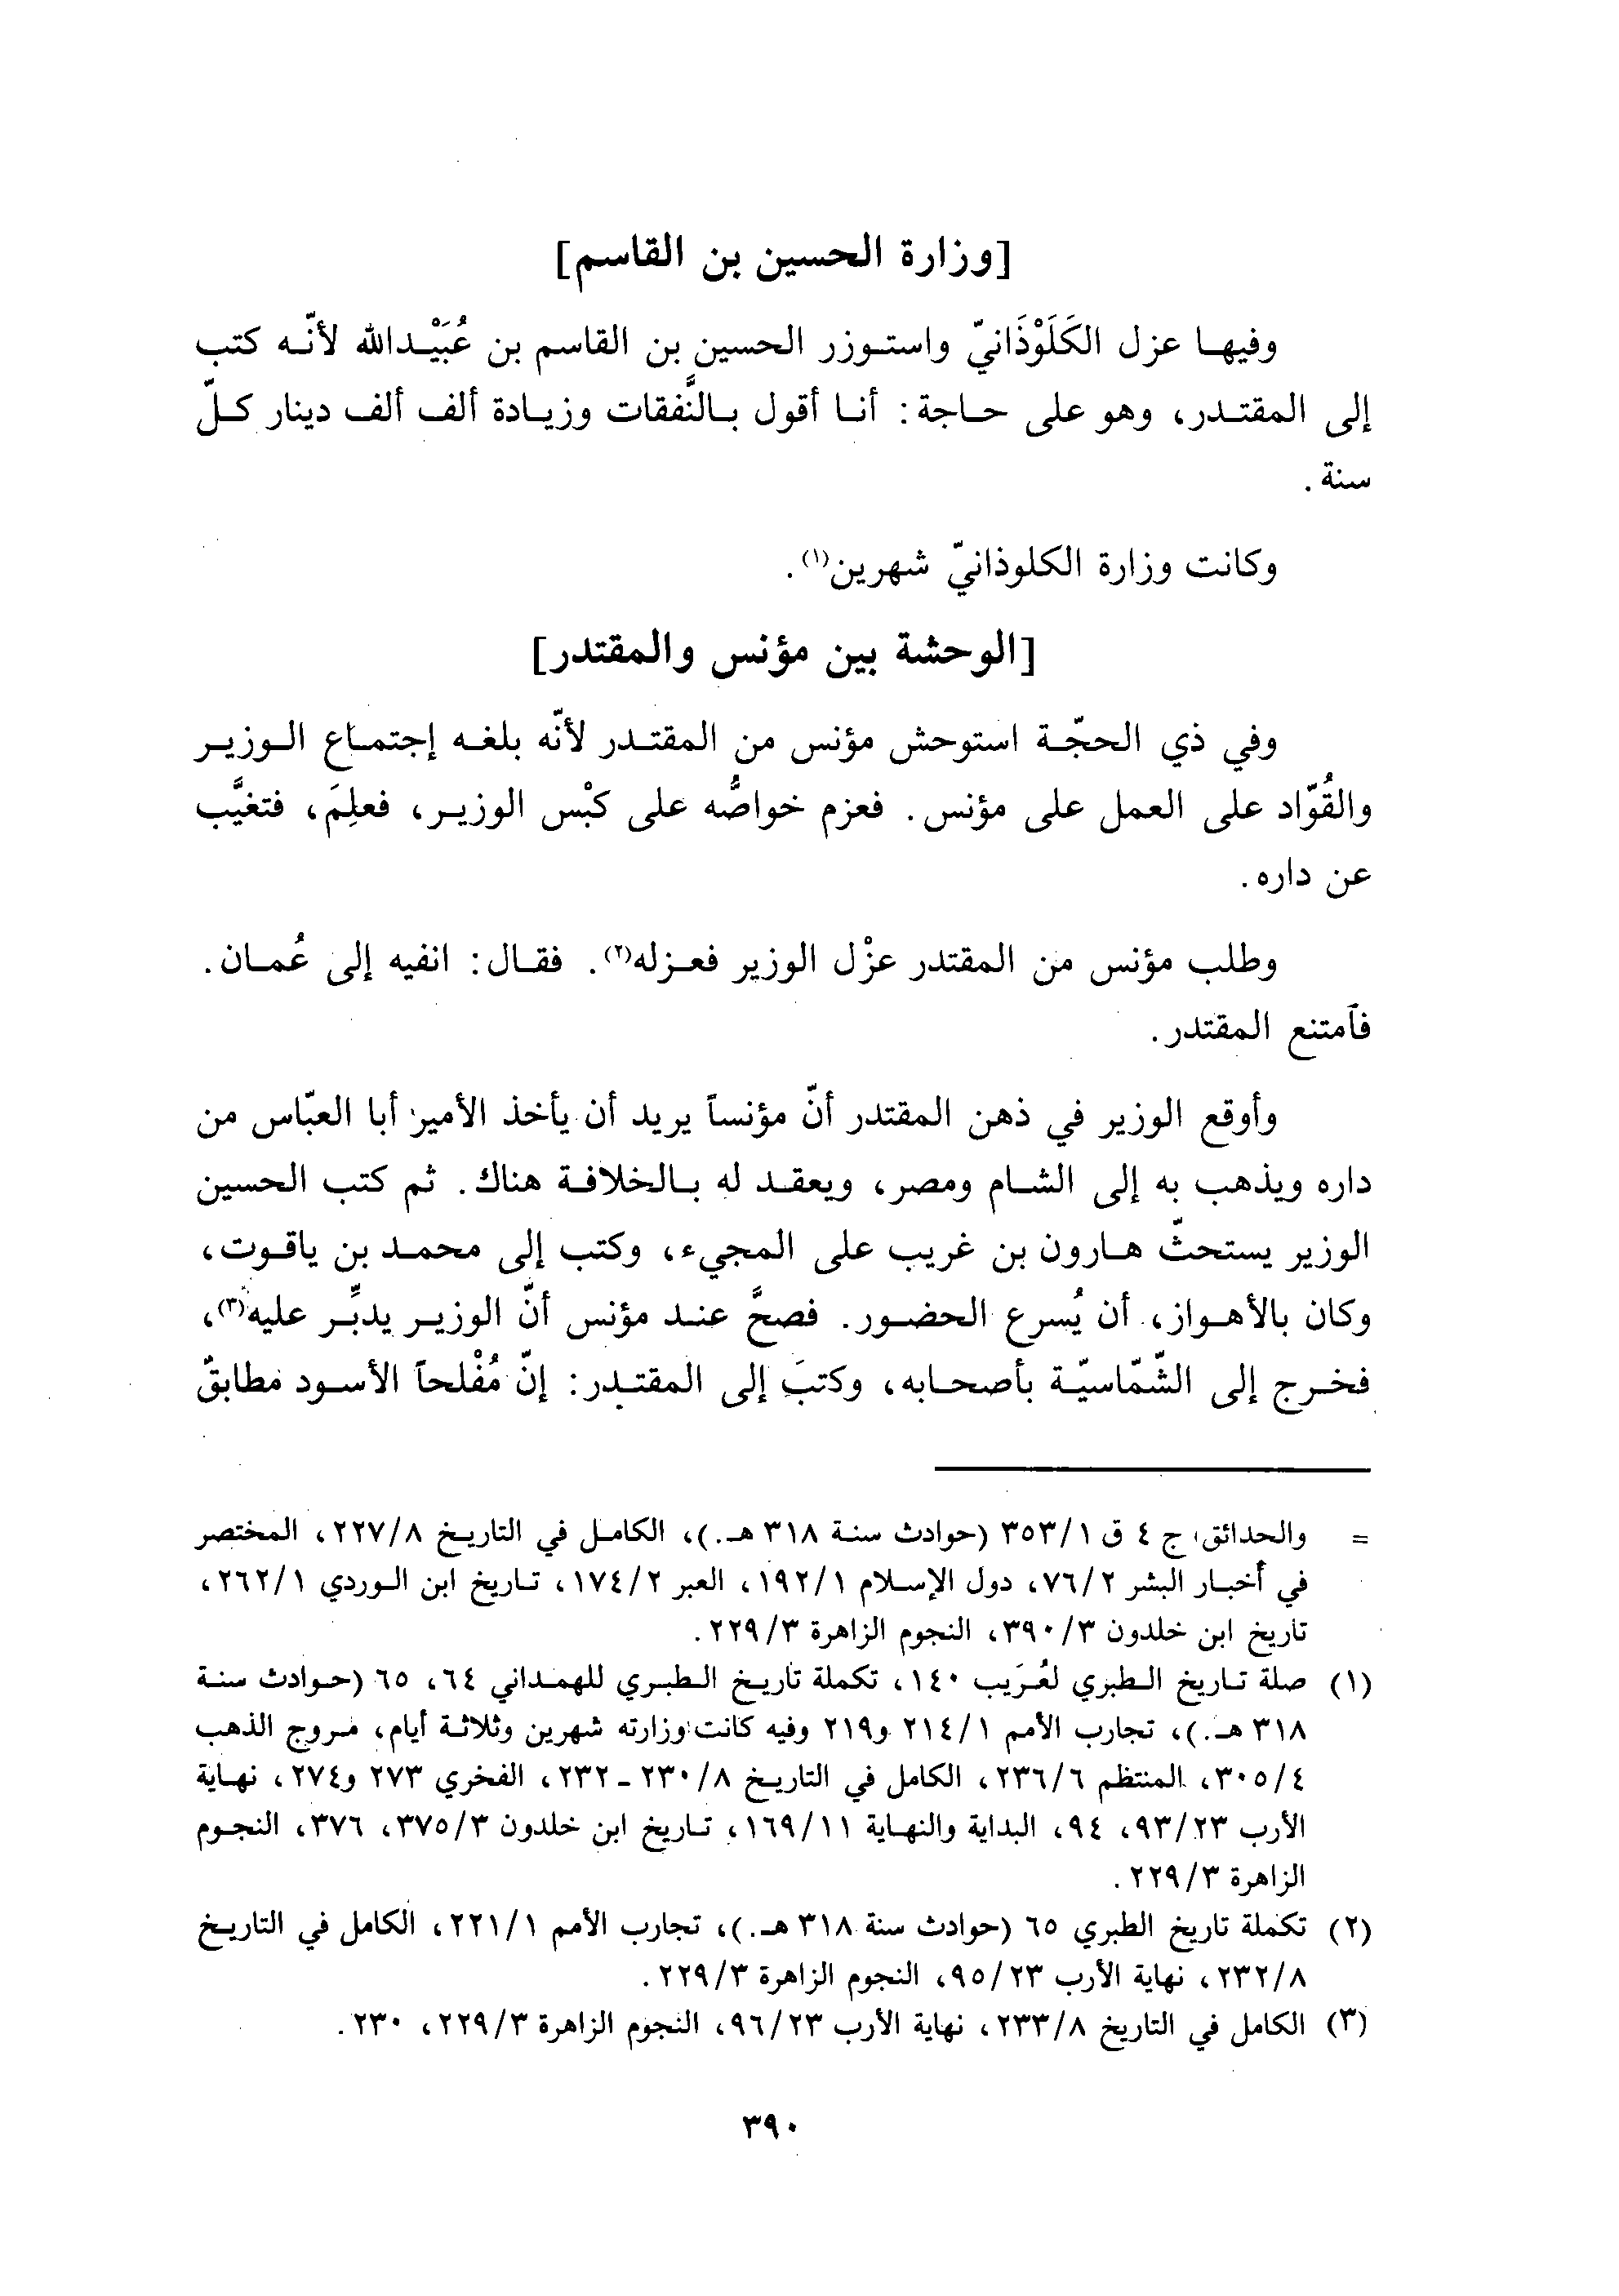 [وزارة الحسين بن القاسم]
وفيها عزل الكَلَوْذَانيّ واستوزر الحسين بن القاسم بن عُبَيْدالله لأنّه كتب
إلى المقتدر، وهو على حاجة: أنا أقول بالنَّفقات وزيادة ألف ألف دينار كلّ
سنة.
وكانت وزارة الكلوذانيّ شهرين(١).
[الوحشة بين مؤنس والمقتدر]
وفي ذي الحجّة استوحش مؤنس من المقتدر لأنّه بلغه إجتماع الوزير
والقُوّاد على العمل على مؤنس. فعزم خواصُّه على كبْس الوزير، فعلِمَ، فتغيَّب
عن داره.
وطلب مؤنس من المقتدر عزْل الوزير فعزله(٢). فقال: انفيه إلى عُمان.
فآمتنع المقتدر.
وأوقع الوزير في ذهن المقتدر أنّ مؤنساً يريد أن يأخذ الأمير أبا العبّاس من
داره ويذهب به إلى الشام ومصر، ويعقد له بالخلافة هناك. ثم كتب الحسين
الوزير يستحثّ هارون بن غريب على المجيء، وكتب إلى محمد بن ياقوت،
وكان بالأهواز، أن يُسرع الحضور. فصحَّ عند مؤنس أنّ الوزير يدبِّر عليه(٣)،
فخرج إلى الشّمّاسيّة بأصحابه، وكتبَ إلى المقتدر: إنّ مُفْلحاً الأسود مطابقٌ
= والحدائق ج ٤ ق ٣٥٣/١ (حوادث سنة ٣١٨ هـ.)، الكامل في التاريخ ٢٢٧/٨، المختصر
في أخبار البشر ٧٦/٢، دول الإسلام ١٩٢/١، العبر ١٧٤/٢، تاريخ ابن الوردي ٢٦٢/١،
تاريخ ابن خلدون ٣٩٠/٣، النجوم الزاهرة ٢٢٩/٣.
(١) صلة تاريخ الطبري لعُرَيب ١٤٠، تكملة تاريخ الطبري للهمداني ٦٤، ٦٥ (حوادث سنة
٣١٨ هـ.)، تجارب الأمم ٢١٤/١ و٢١٩ وفيه كانت وزارته شهرين وثلاثة أيام، مروج الذهب
٣٠٥/٤، المنتظم ٢٣٦/٦، الكامل في التاريخ ٢٣٠/٨ ـ ٢٣٢، الفخري ٢٧٣ و٢٧٤، نهاية
الأرب ٩٣/٢٣، ٩٤، البداية والنهاية ١٦٩/١١، تاريخ ابن خلدون ٣٧٥/٣، ٣٧٦، النجوم
الزاهرة ٢٢٩/٣.
(٢) تكملة تاريخ الطبري ٦٥ (حوادث سنة ٣١٨ هـ.)، تجارب الأمم ٢٢١/١، الكامل في التاريخ
٢٣٢/٨، نهاية الأرب ٩٥/٢٣، النجوم الزاهرة ٢٢٩/٣.
(٣) الكامل في التاريخ ٢٣٣/٨، نهاية الأرب ٩٦/٢٣، النجوم الزاهرة ٢٢٩/٣، ٢٣٠.
٣٩٠